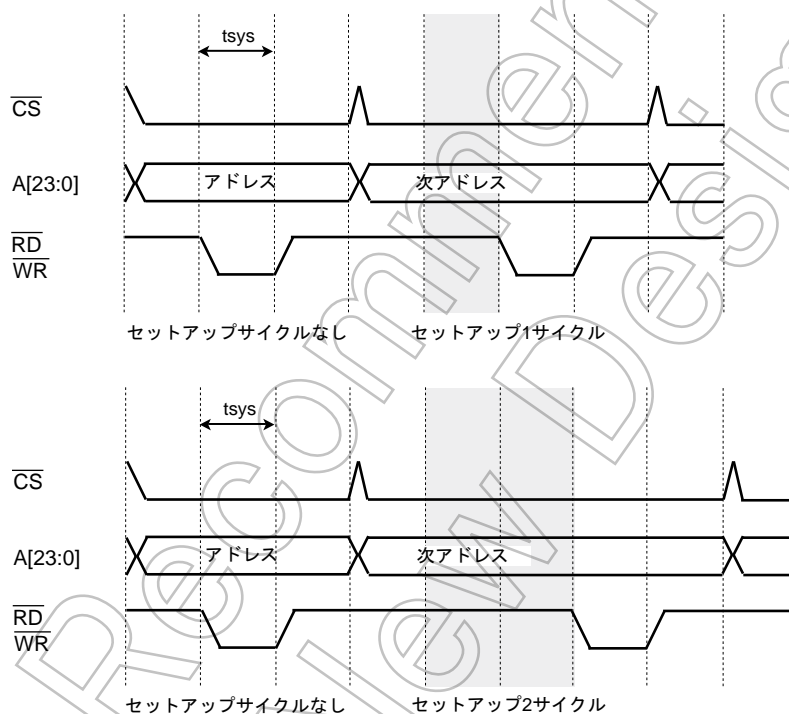 tsys
CS
A[23:0] アドレス 次アドレス
RD
WR
セットアップサイクルなし セットアップ1サイクル
tsys
CS
A[23:0] アドレス 次アドレス
RD
WR
セットアップサイクルなし セットアップ2サイクル